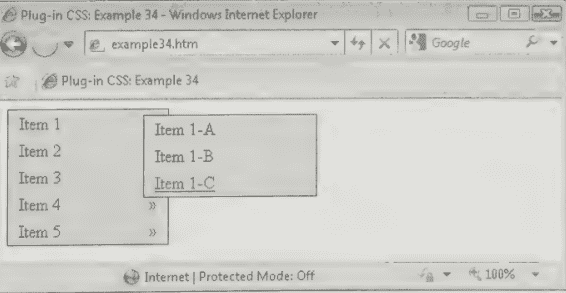 Plug-in CSS: Example 34 - Windows Internet Explorer
example34.htm
Google
Plug-in CSS: Example 34
Item 1
Item 1-A
Item 2
Item 1-B
Item 3
Item 1-C
Item 4 »
Item 5 »
Internet | Protected Mode: Off
100%